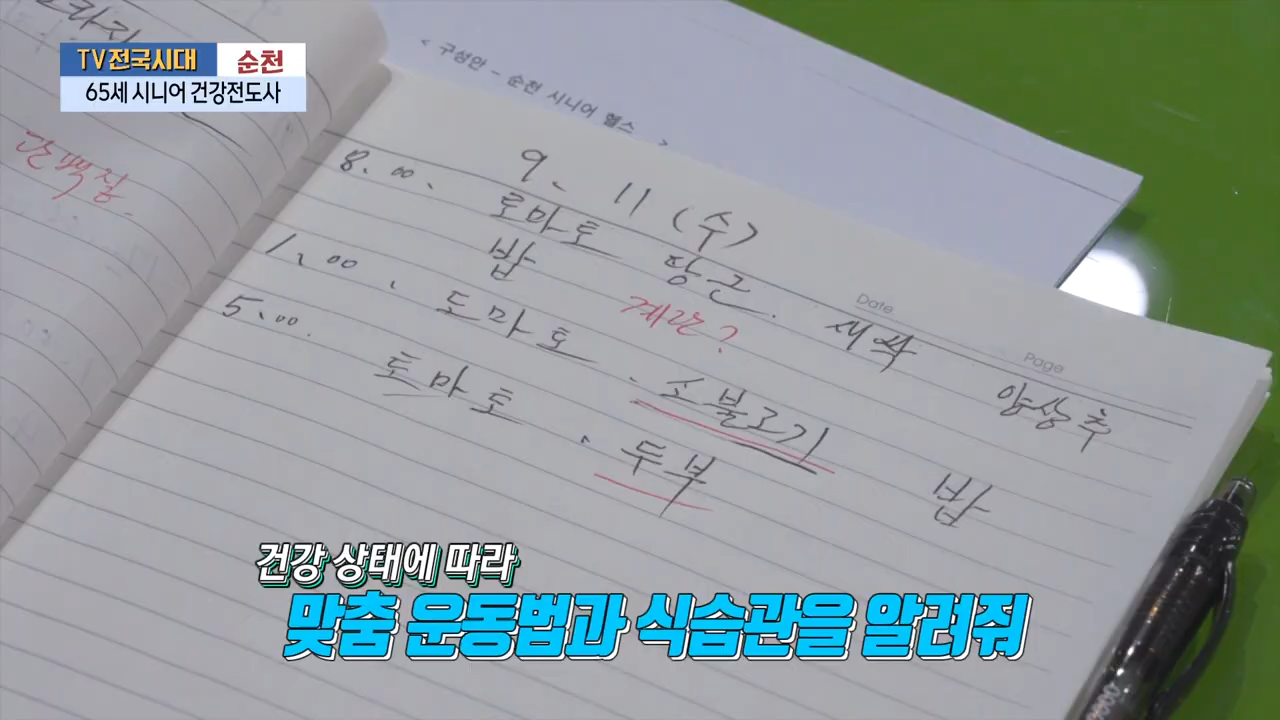 TV전국시대 순천
65세 시니어 건강전도사
< 구성안 - 순천 시니어 헬스 >
단백질
9. 11 (수)
8.00. 토마토 당근. 새싹 양상추
밥 계란?
1.00. 토마토. 소불고기 밥
5.00. 토마토. 두부
Date
Page
건강 상태에 따라
맞춤 운동법과 식습관을 알려줘